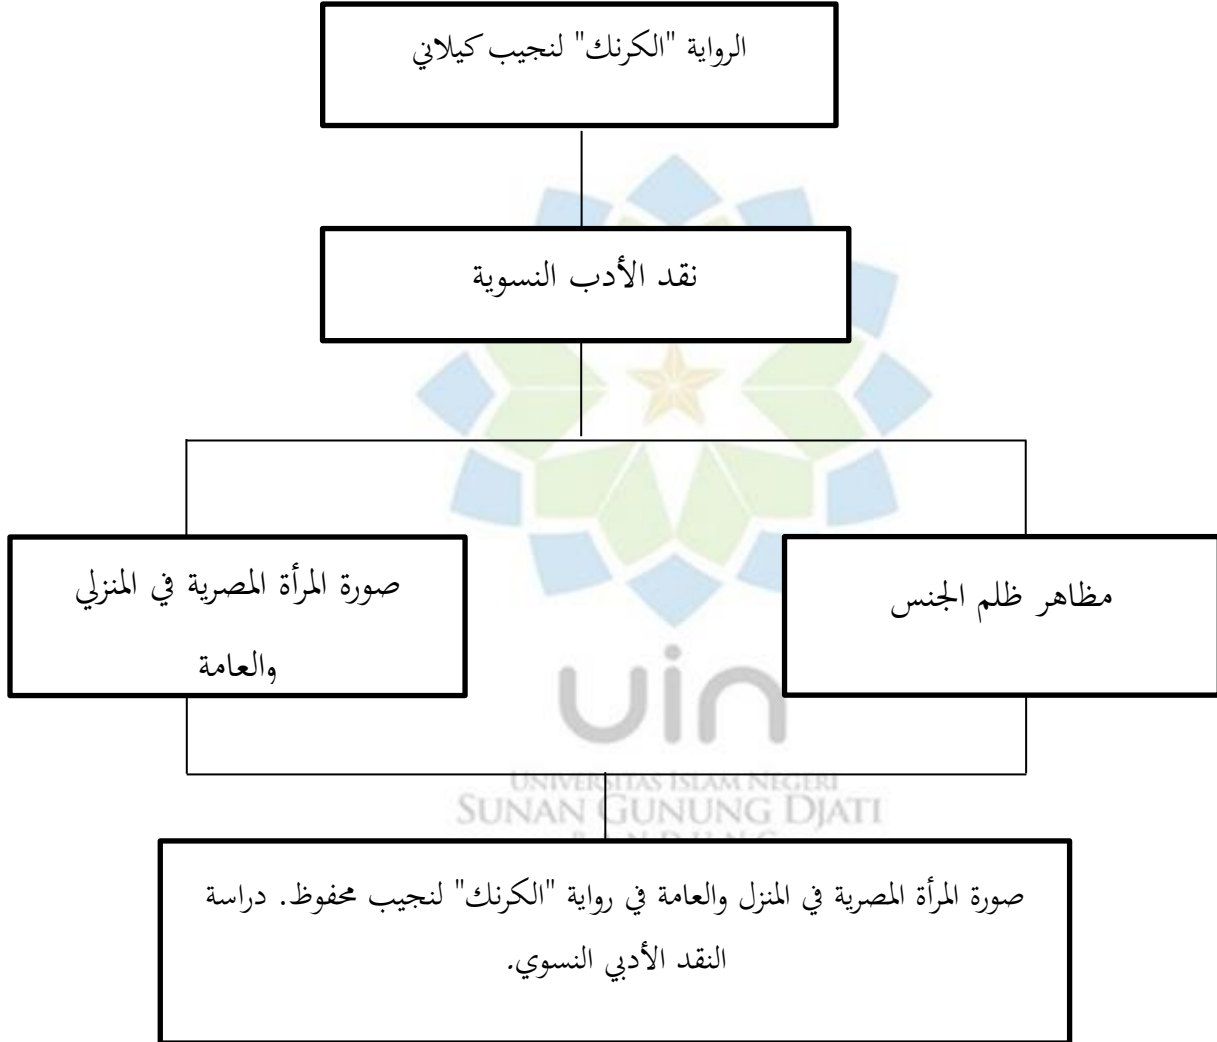 الرواية "الكرنك" لنجيب كيلاني
نقد الأدب النسوية
مظاهر ظلم الجنس
صورة المرأة المصرية في المنزلي
والعامة
uin
UNIVERSITAS ISLAM NEGERI
SUNAN GUNUNG DJATI
صورة المرأة المصرية في المنزل والعامة في رواية "الكرنك" لنجيب محفوظ. دراسة
النقد الأدبي النسوي.